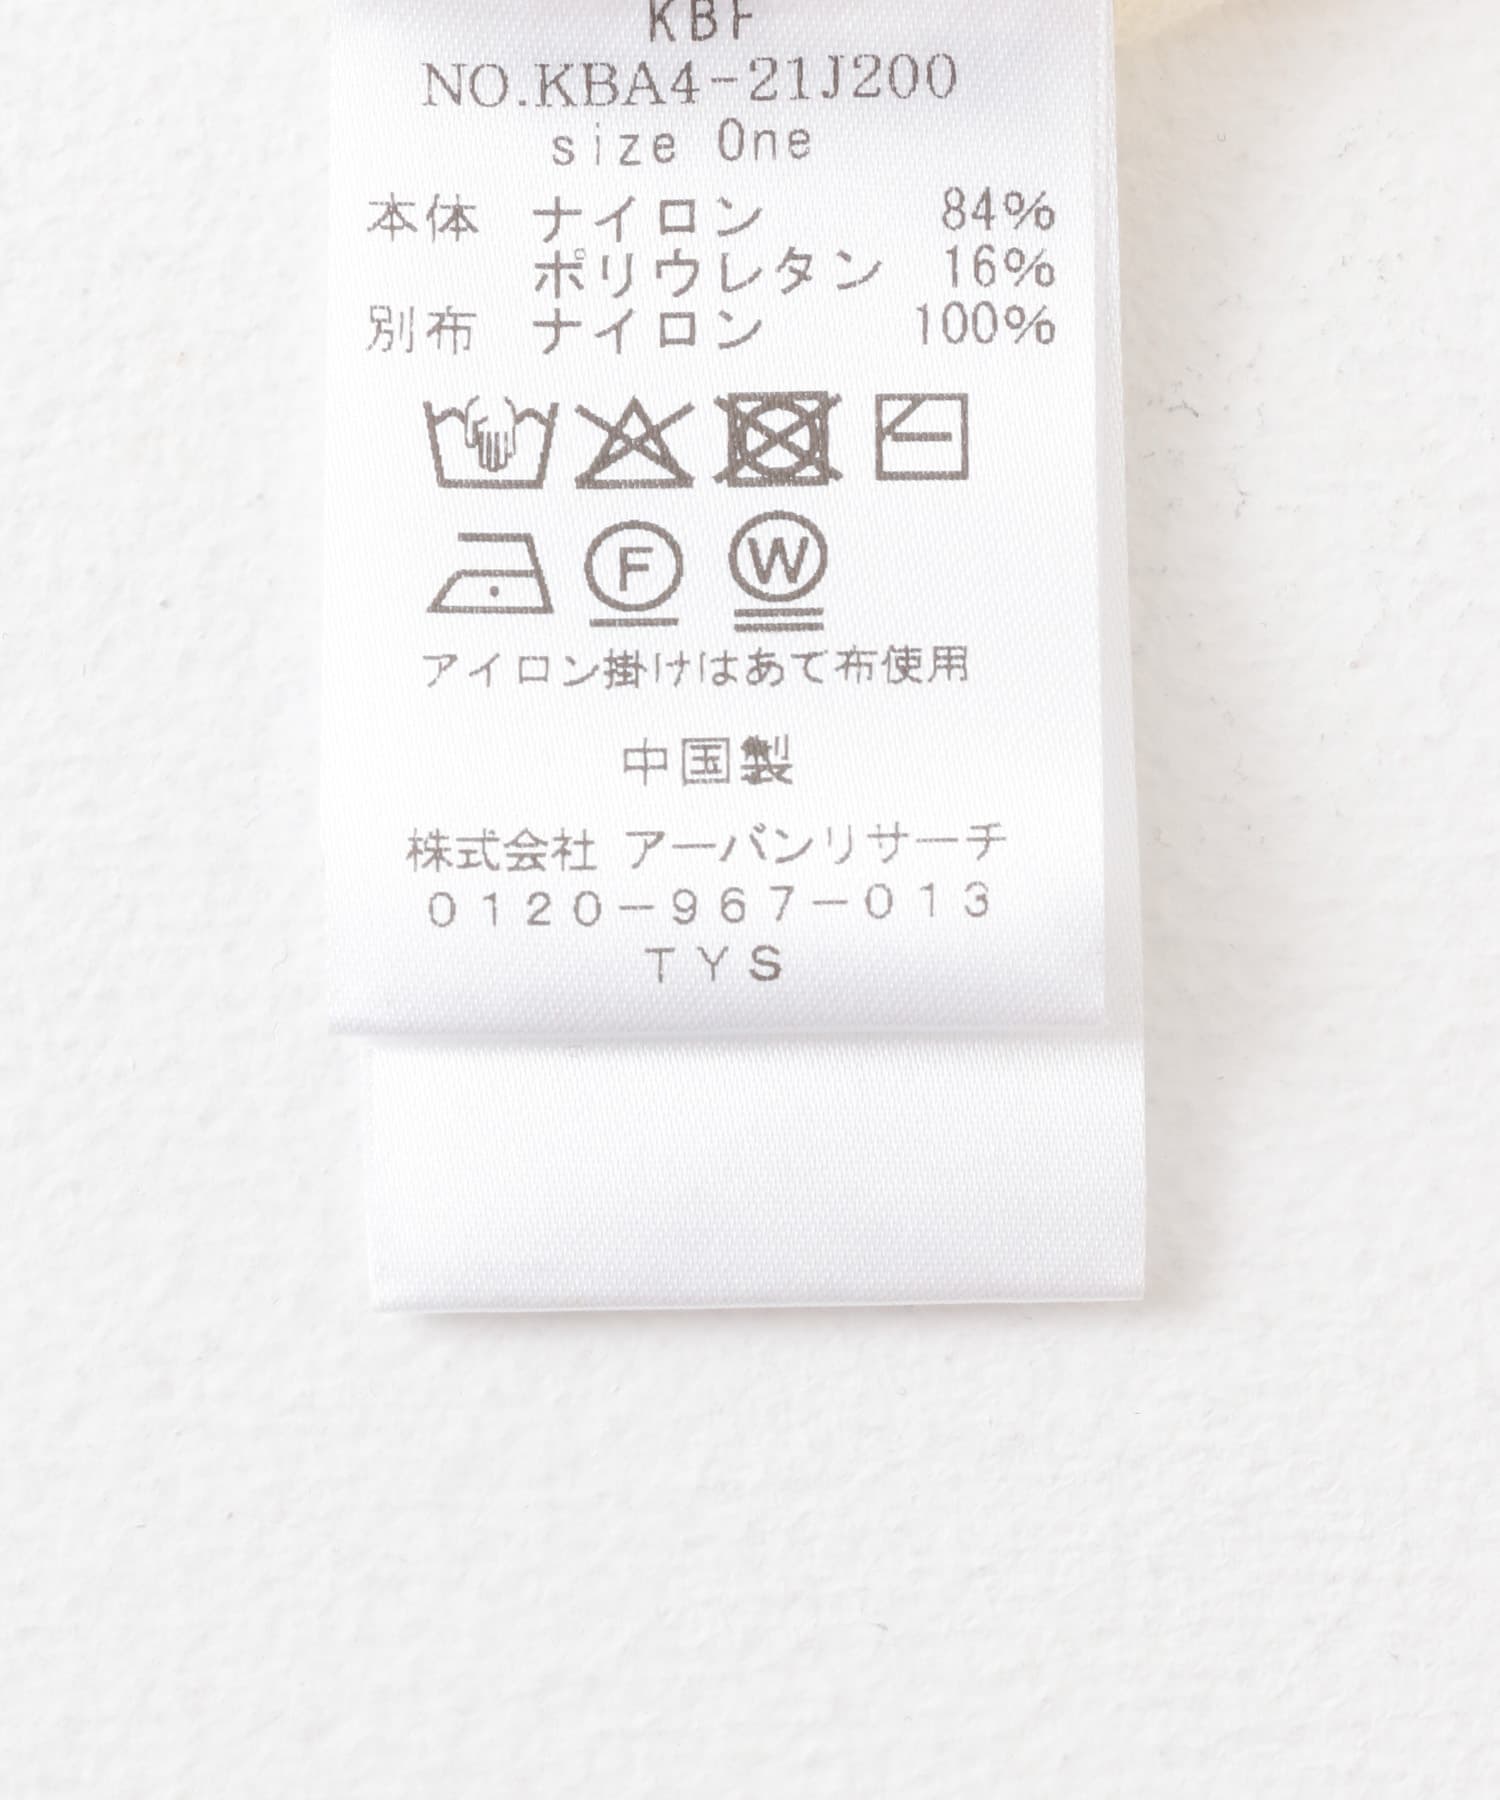 KBF
NO.KBA4-21J200
size One
本体 ナイロン 84%
ポリウレタン 16%
別布 ナイロン 100%
F W
アイロン掛けはあて布使用
中国製
株式会社 アーバンリサーチ
0120-967-013
TYS